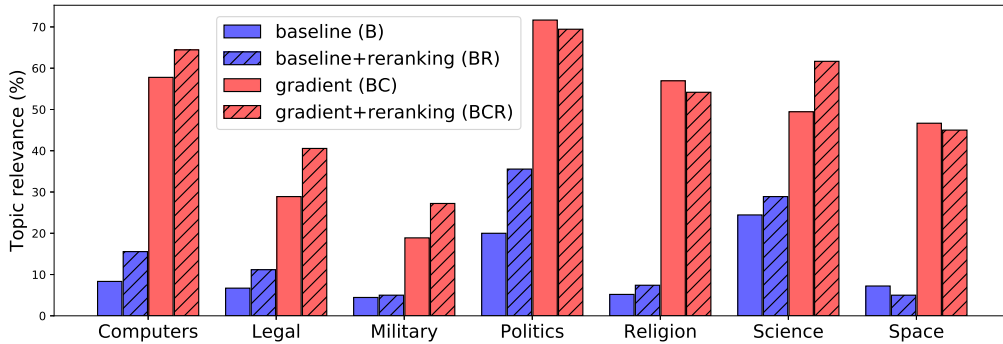 baseline (B)
baseline+reranking (BR)
gradient (BC)
gradient+reranking (BCR)
Topic relevance (%)
70
60
50
40
30
20
10
0
Computers Legal Military Politics Religion Science Space